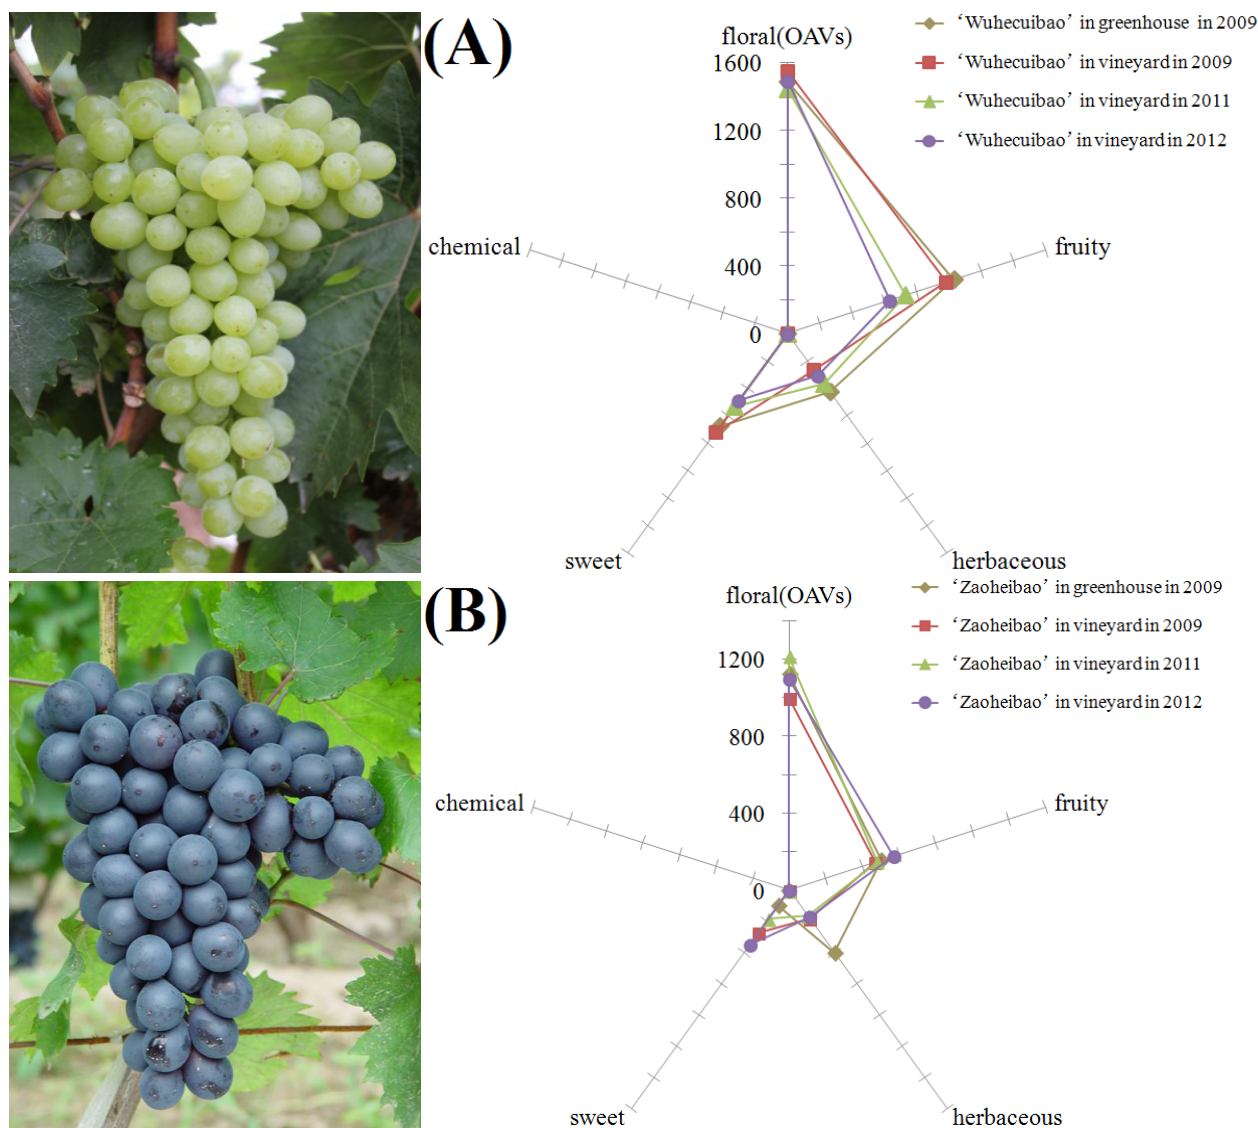 (A)
floral(OAVs)
1600
1200
800
400
0
chemical
fruity
sweet
herbaceous
‘Wuhecuibao’ in greenhouse in 2009
‘Wuhecuibao’ in vineyard in 2009
‘Wuhecuibao’ in vineyard in 2011
‘Wuhecuibao’ in vineyard in 2012
(B)
floral(OAVs)
1200
800
400
0
chemical
fruity
sweet
herbaceous
‘Zaoheibao’ in greenhouse in 2009
‘Zaoheibao’ in vineyard in 2009
‘Zaoheibao’ in vineyard in 2011
‘Zaoheibao’ in vineyard in 2012